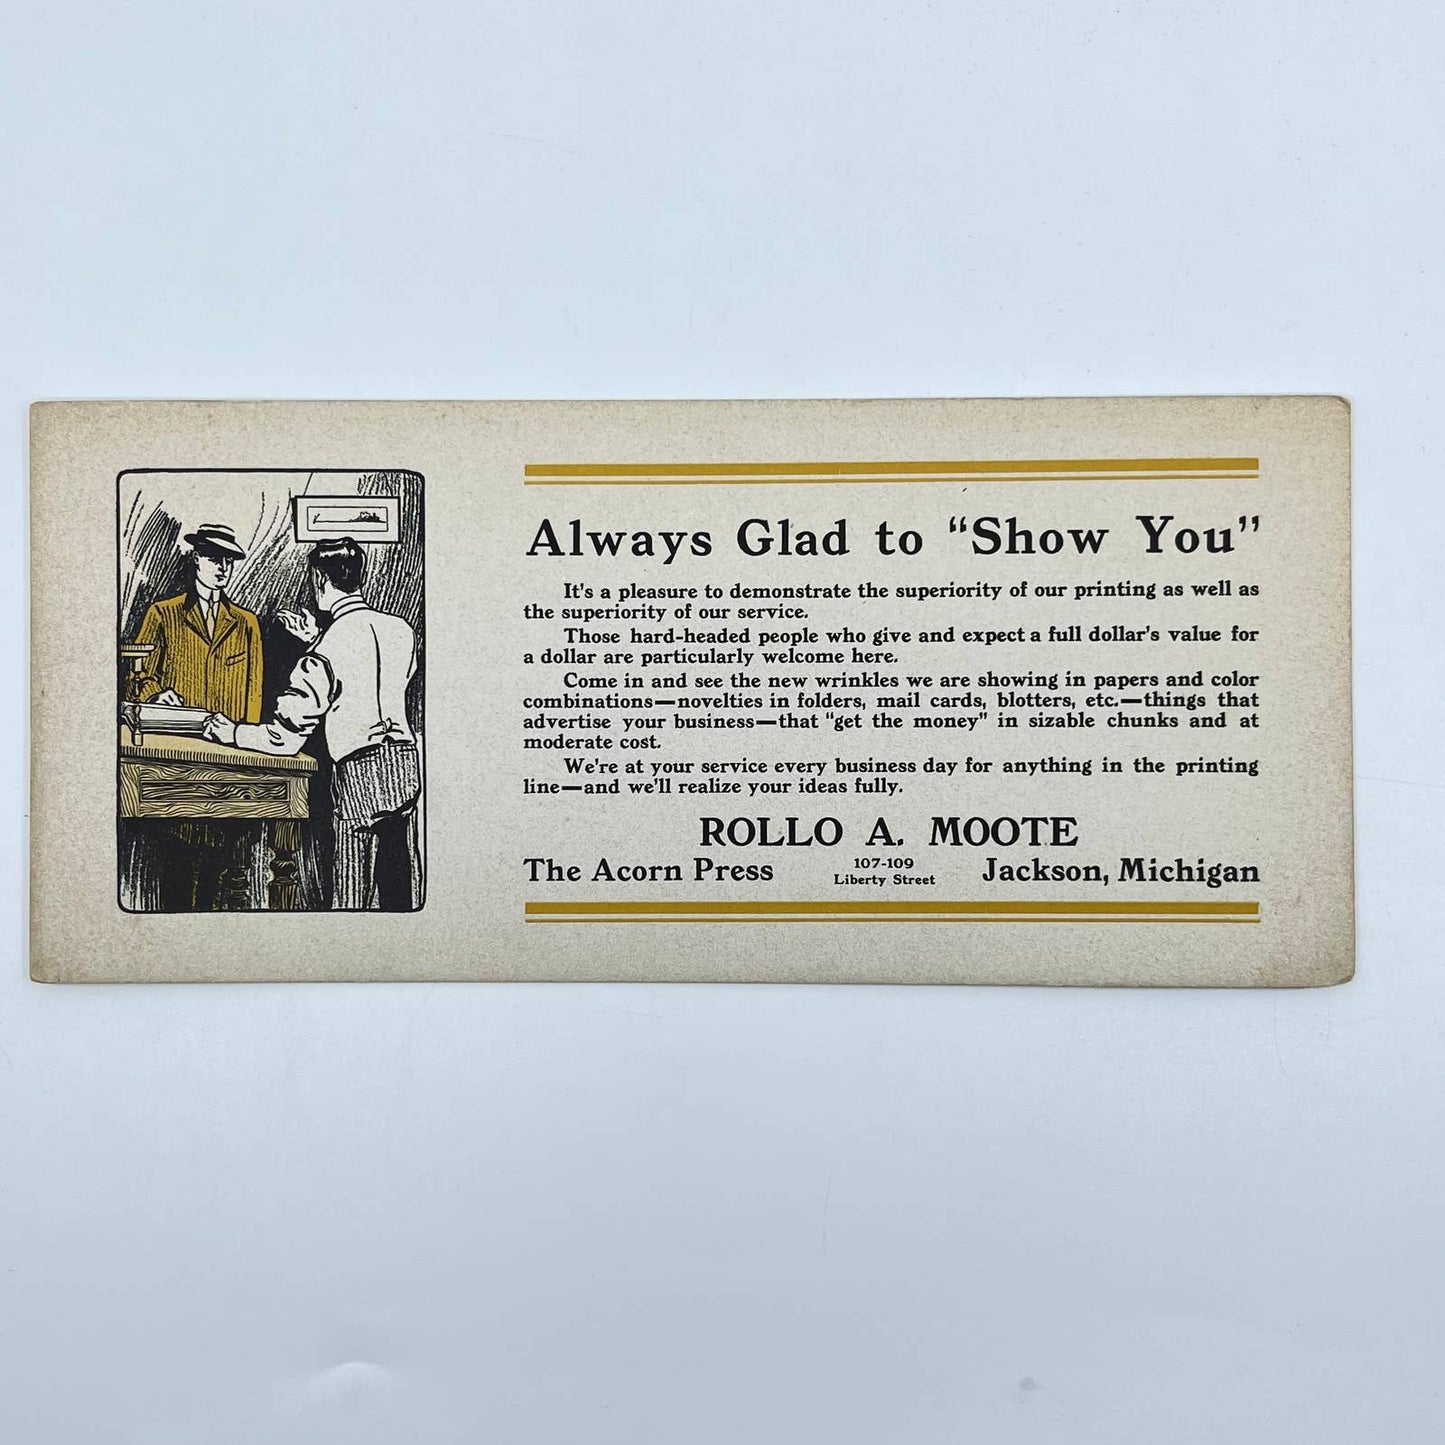 Always Glad to “Show You”
It's a pleasure to demonstrate the superiority of our printing as well as
the superiority of our service.
Those hard-headed people who give and expect a full dollar's value for
a dollar are particularly welcome here.
Come in and see the new wrinkles we are showing in papers and color
combinations—novelties in folders, mail cards, blotters, etc.—things that
advertise your business—that “get the money” in sizable chunks and at
moderate cost.
We're at your service every business day for anything in the printing
line—and we'll realize your ideas fully.
ROLLO A. MOOTE
The Acorn Press
107-109
Liberty Street
Jackson, Michigan